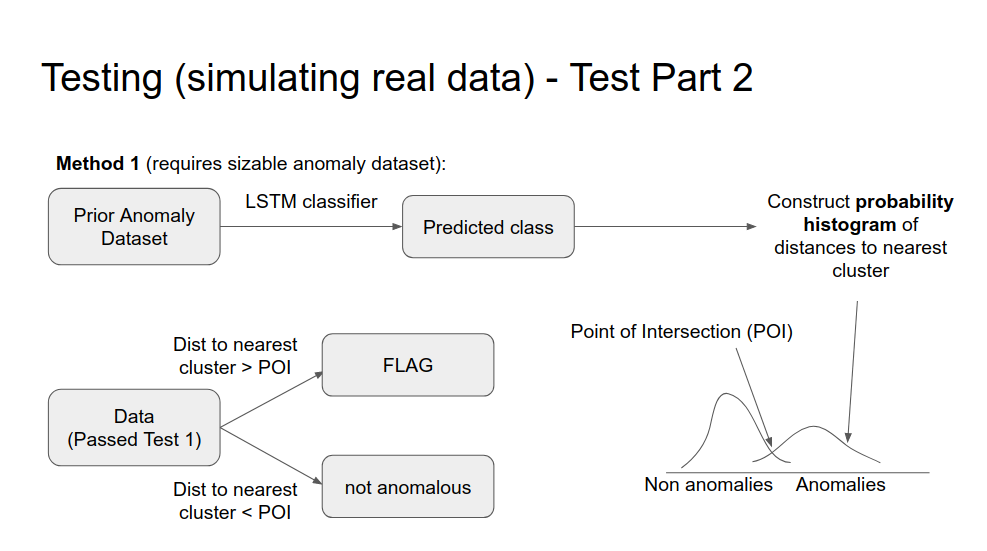 Testing (simulating real data) - Test Part 2
Method 1 (requires sizable anomaly dataset):
Prior Anomaly
Dataset
LSTM classifier
Predicted class
Construct probability
histogram of
distances to nearest
cluster
Point of Intersection (POI)
Dist to nearest
cluster > POI
FLAG
Data
(Passed Test 1)
Dist to nearest
cluster < POI
not anomalous
Non anomalies
Anomalies